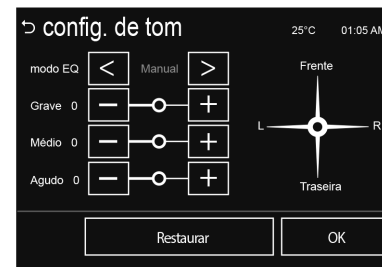 config. de tom 25°C 01:05 AM
modo EQ < Manual > Frente
Grave 0 − +
L R
Médio 0 − +
Agudo 0 − + Traseira
Restaurar OK